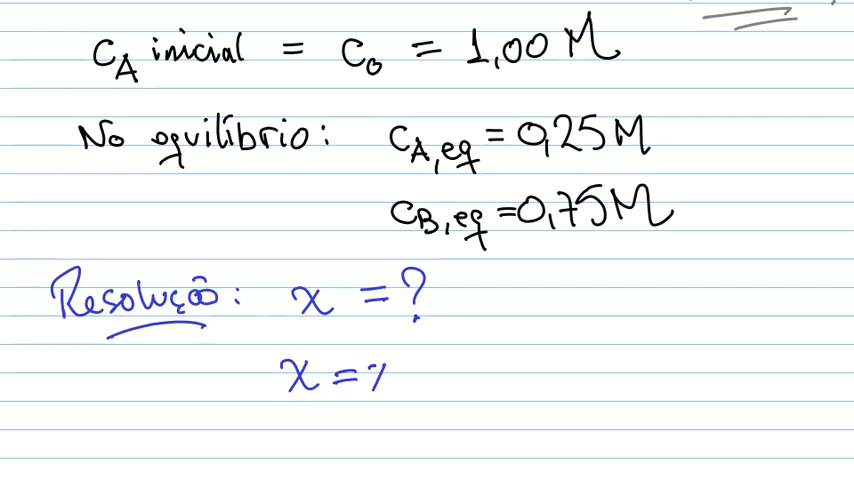 C_A inicial = C_0 = 1,00 M
No equilíbrio: C_A,eq = 0,25 M
C_B,eq = 0,75 M
Resolução: x = ?
x =